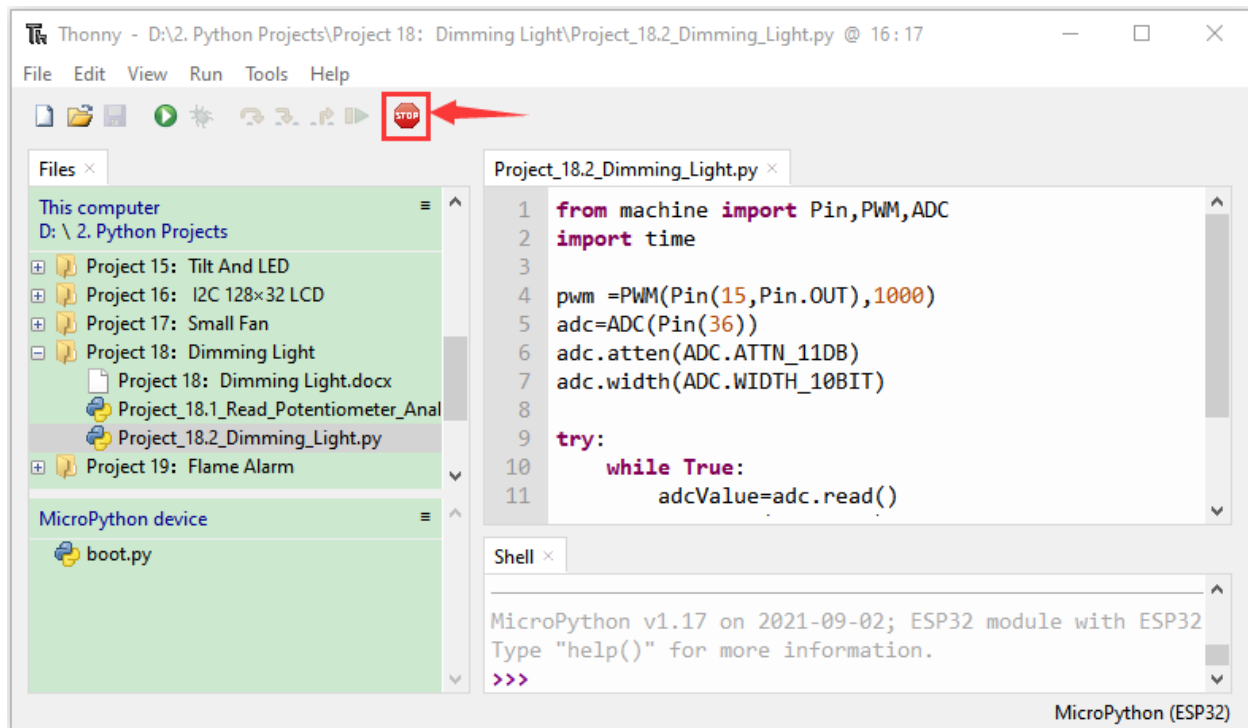 Thonny - D:\2. Python Projects\Project 18：Dimming Light\Project_18.2_Dimming_Light.py @ 16:17
File Edit View Run Tools Help
STOP
Files
This computer
D: \ 2. Python Projects
Project 15：Tilt And LED
Project 16： I2C 128×32 LCD
Project 17：Small Fan
Project 18：Dimming Light
Project 18：Dimming Light.docx
Project_18.1_Read_Potentiometer_Anal
Project_18.2_Dimming_Light.py
Project 19：Flame Alarm
MicroPython device
boot.py
Project_18.2_Dimming_Light.py
1 from machine import Pin,PWM,ADC
2 import time
3
4 pwm =PWM(Pin(15,Pin.OUT),1000)
5 adc=ADC(Pin(36))
6 adc.atten(ADC.ATTN_11DB)
7 adc.width(ADC.WIDTH_10BIT)
8
9 try:
10     while True:
11         adcValue=adc.read()
Shell
MicroPython v1.17 on 2021-09-02; ESP32 module with ESP32
Type "help()" for more information.
>>>
MicroPython (ESP32)